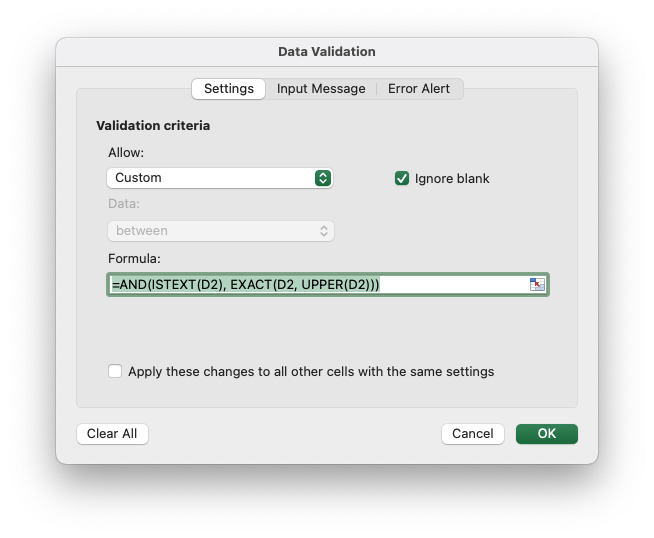 Data Validation
Settings Input Message Error Alert
Validation criteria
Allow:
Custom
Ignore blank
Data:
between
Formula:
=AND(ISTEXT(D2), EXACT(D2, UPPER(D2)))
Apply these changes to all other cells with the same settings
Clear All Cancel OK